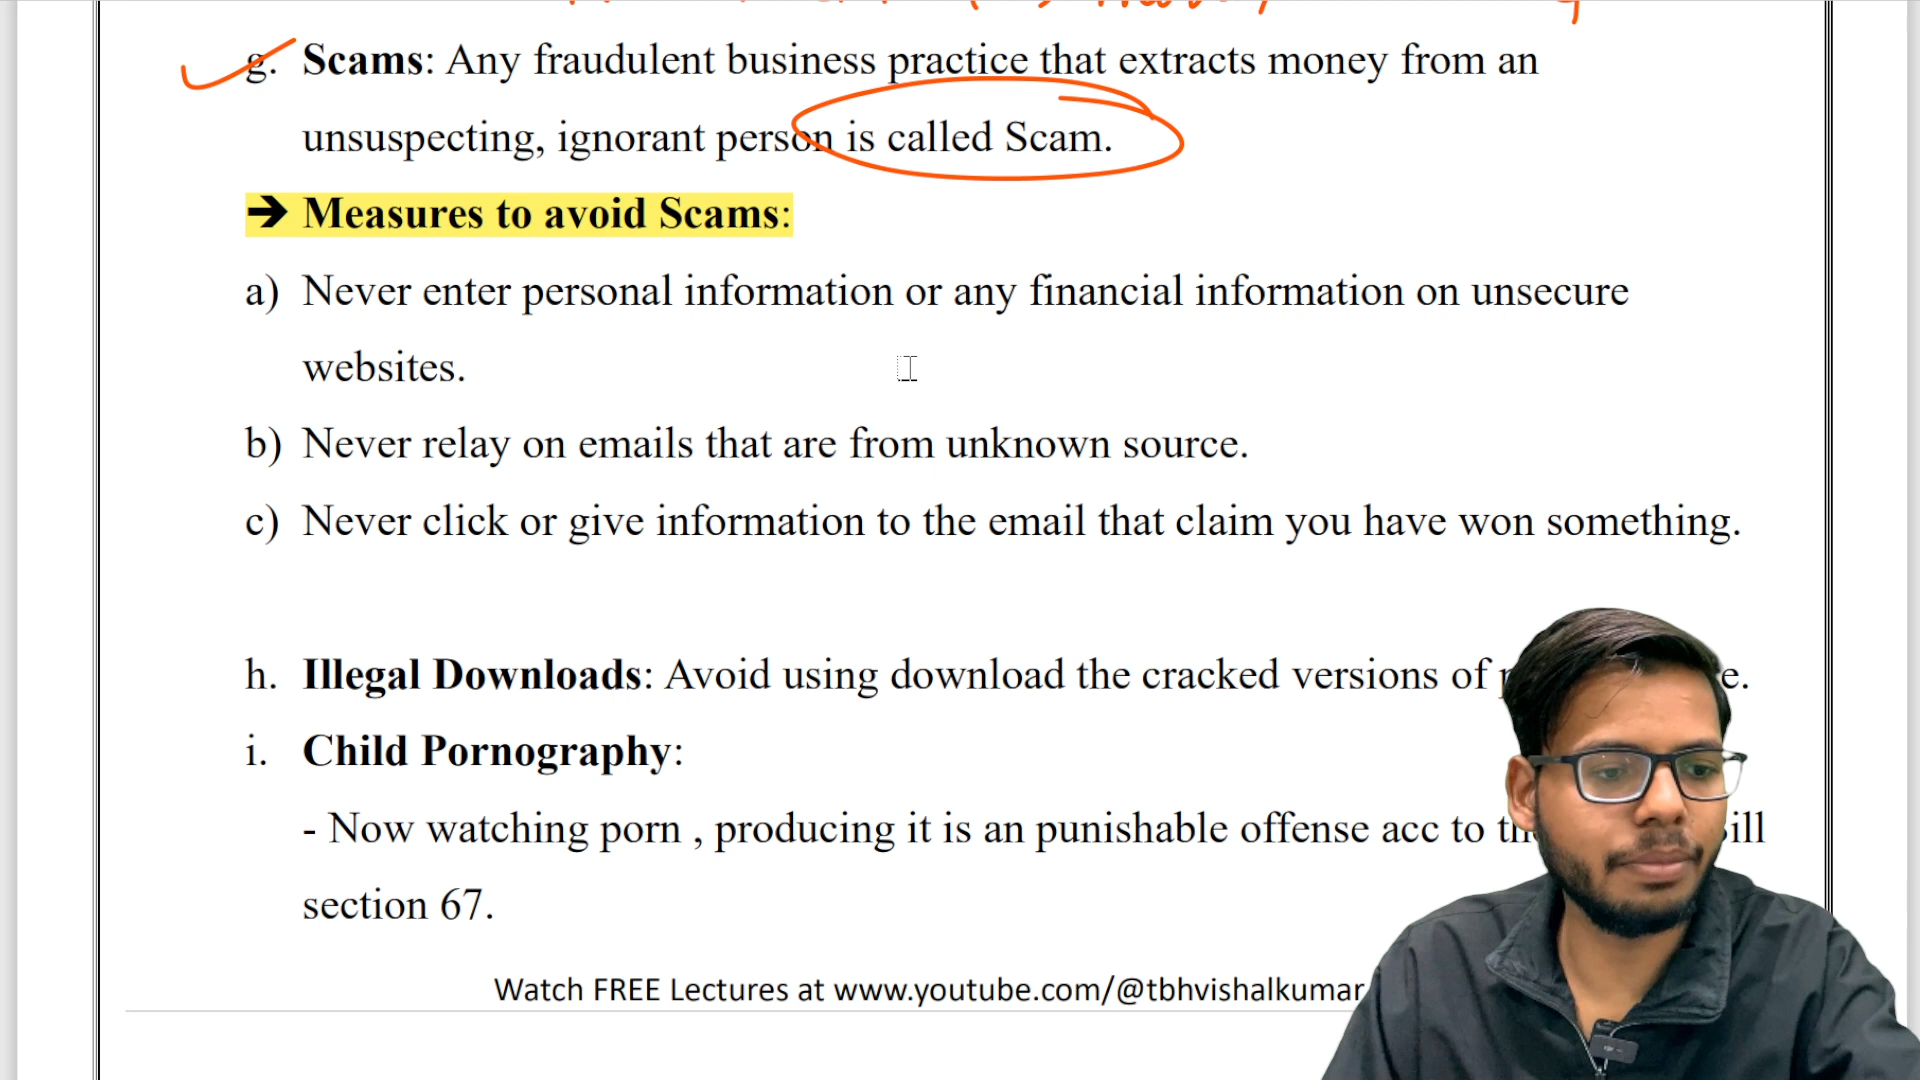 g. Scams: Any fraudulent business practice that extracts money from an
unsuspecting, ignorant person is called Scam.
➔ Measures to avoid Scams:
a) Never enter personal information or any financial information on unsecure
websites.
b) Never relay on emails that are from unknown source.
c) Never click or give information to the email that claim you have won something.
h. Illegal Downloads: Avoid using download the cracked versions of
i. Child Pornography:
- Now watching porn , producing it is an punishable offense acc to
section 67.
Watch FREE Lectures at www.youtube.com/@tbhvishalkumar